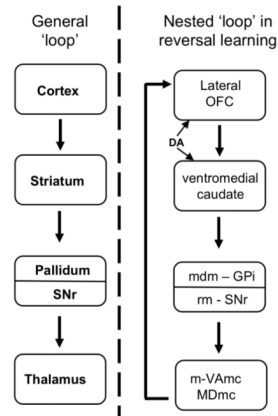 General
‘loop’
Cortex
Striatum
Pallidum
SNr
Thalamus
Nested ‘loop’ in
reversal learning
Lateral
OFC
DA
ventromedial
caudate
mdm – GPi
rm - SNr
m-VAmc
MDmc